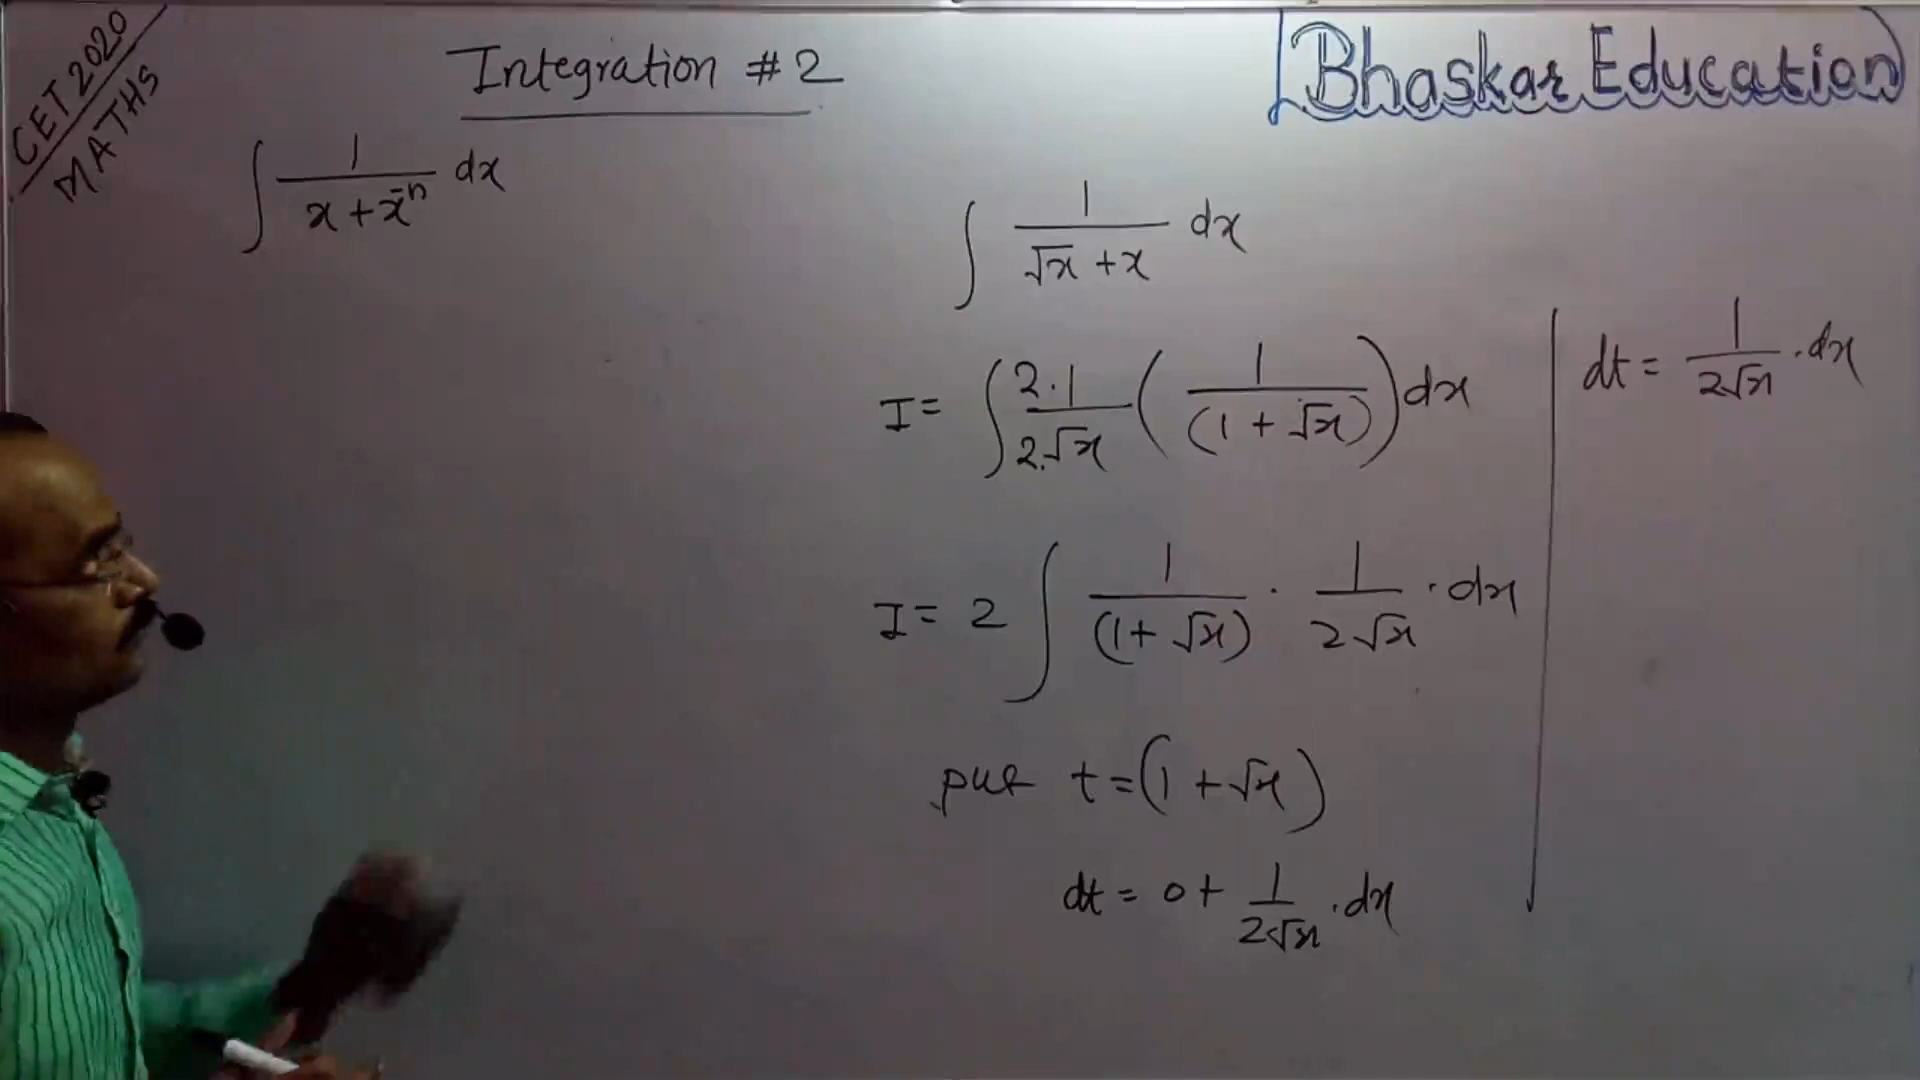 CET 2020
MATHS
Integration #2
Bhaskar Education
∫ 1/(x + x^-n) dx
∫ 1/(√x + x) dx
I = ∫ 2·1/2·√x (1/(1 + √x)) dx
I = 2 ∫ 1/(1 + √x) · 1/2√x · dx
put t = (1 + √x)
dt = 0 + 1/2√x · dx
dt = 1/2√x · dx